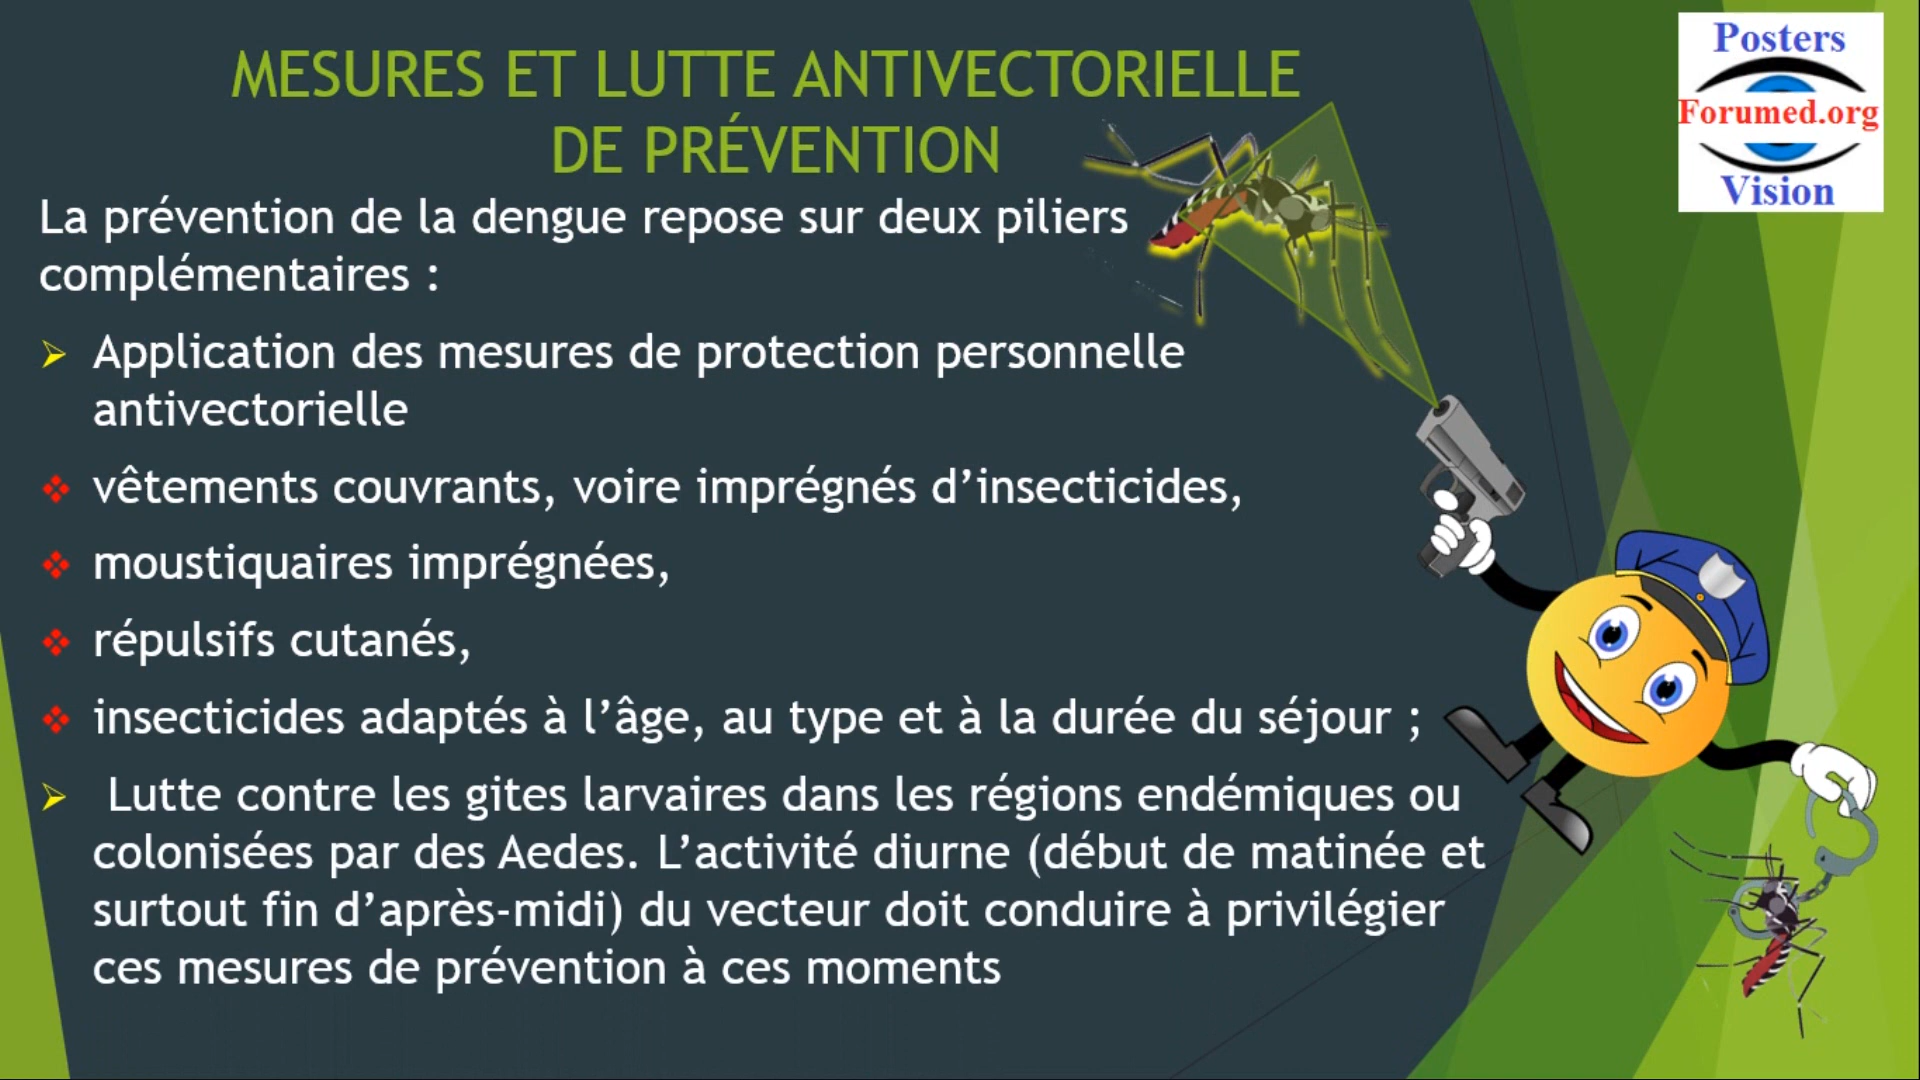 MESURES ET LUTTE ANTIVECTORIELLE
DE PRÉVENTION
La prévention de la dengue repose sur deux piliers
complémentaires :
Application des mesures de protection personnelle
antivectorielle
vêtements couvrants, voire imprégnés d’insecticides,
moustiquaires imprégnées,
répulsifs cutanés,
insecticides adaptés à l’âge, au type et à la durée du séjour ;
Lutte contre les gites larvaires dans les régions endémiques ou
colonisées par des Aedes. L’activité diurne (début de matinée et
surtout fin d’après-midi) du vecteur doit conduire à privilégier
ces mesures de prévention à ces moments
Posters
Forumed.org
Vision